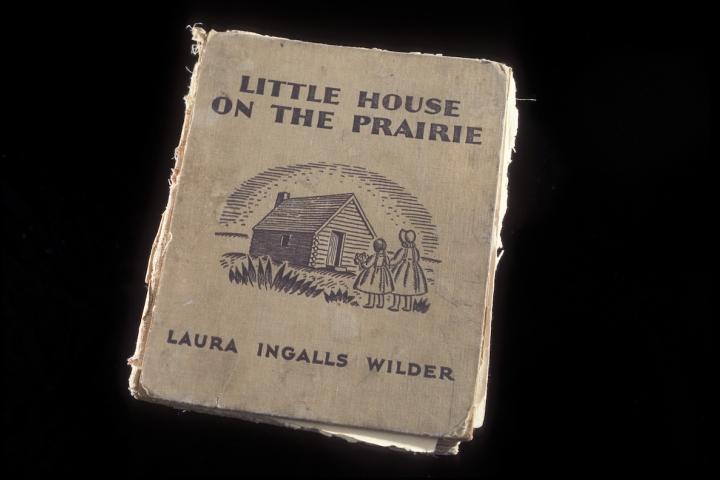 LITTLE HOUSE
ON THE PRAIRIE
LAURA INGALLS WILDER